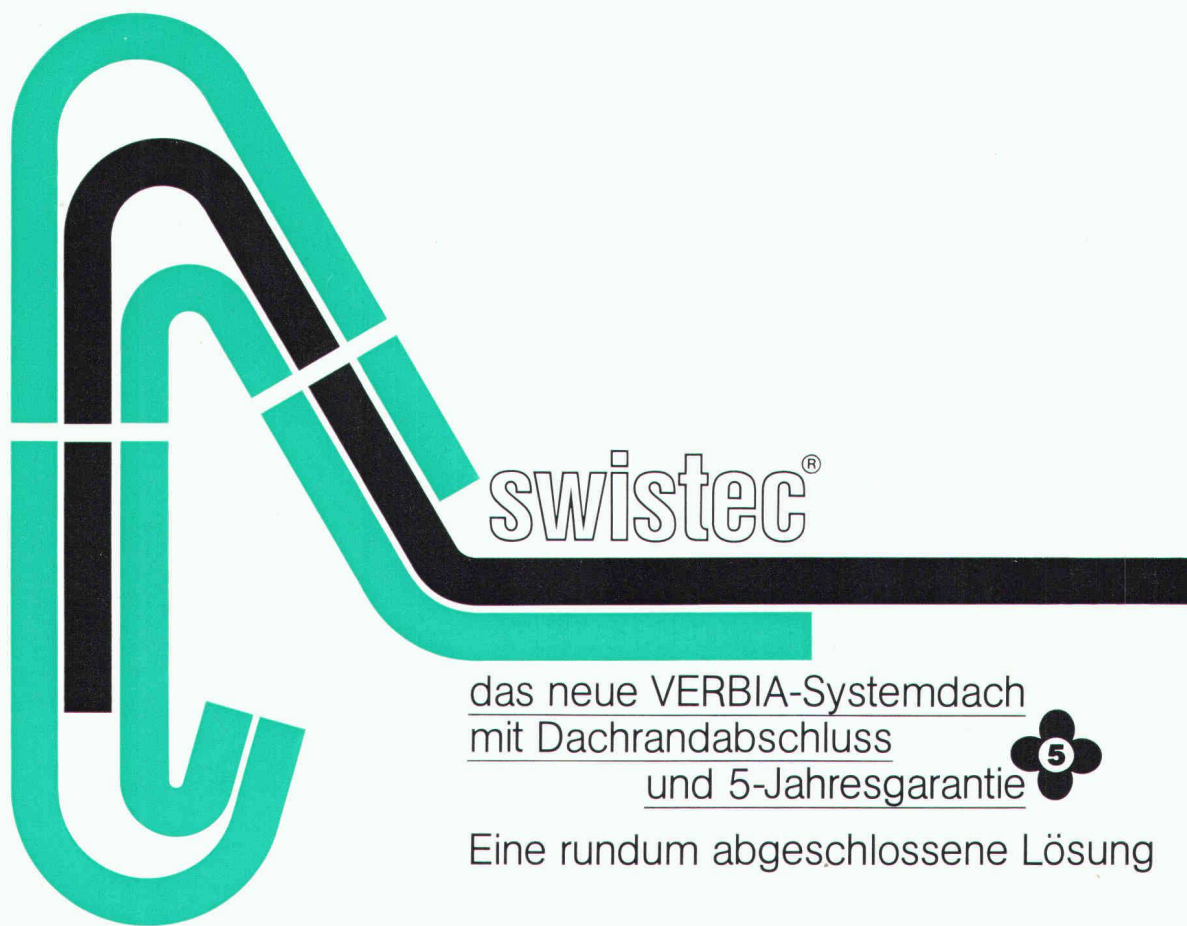 swistec®
das neue VERBIA-Systemdach
mit Dachrandabschluss
und 5-Jahresgarantie
5
Eine rundum abgeschlossene Lösung